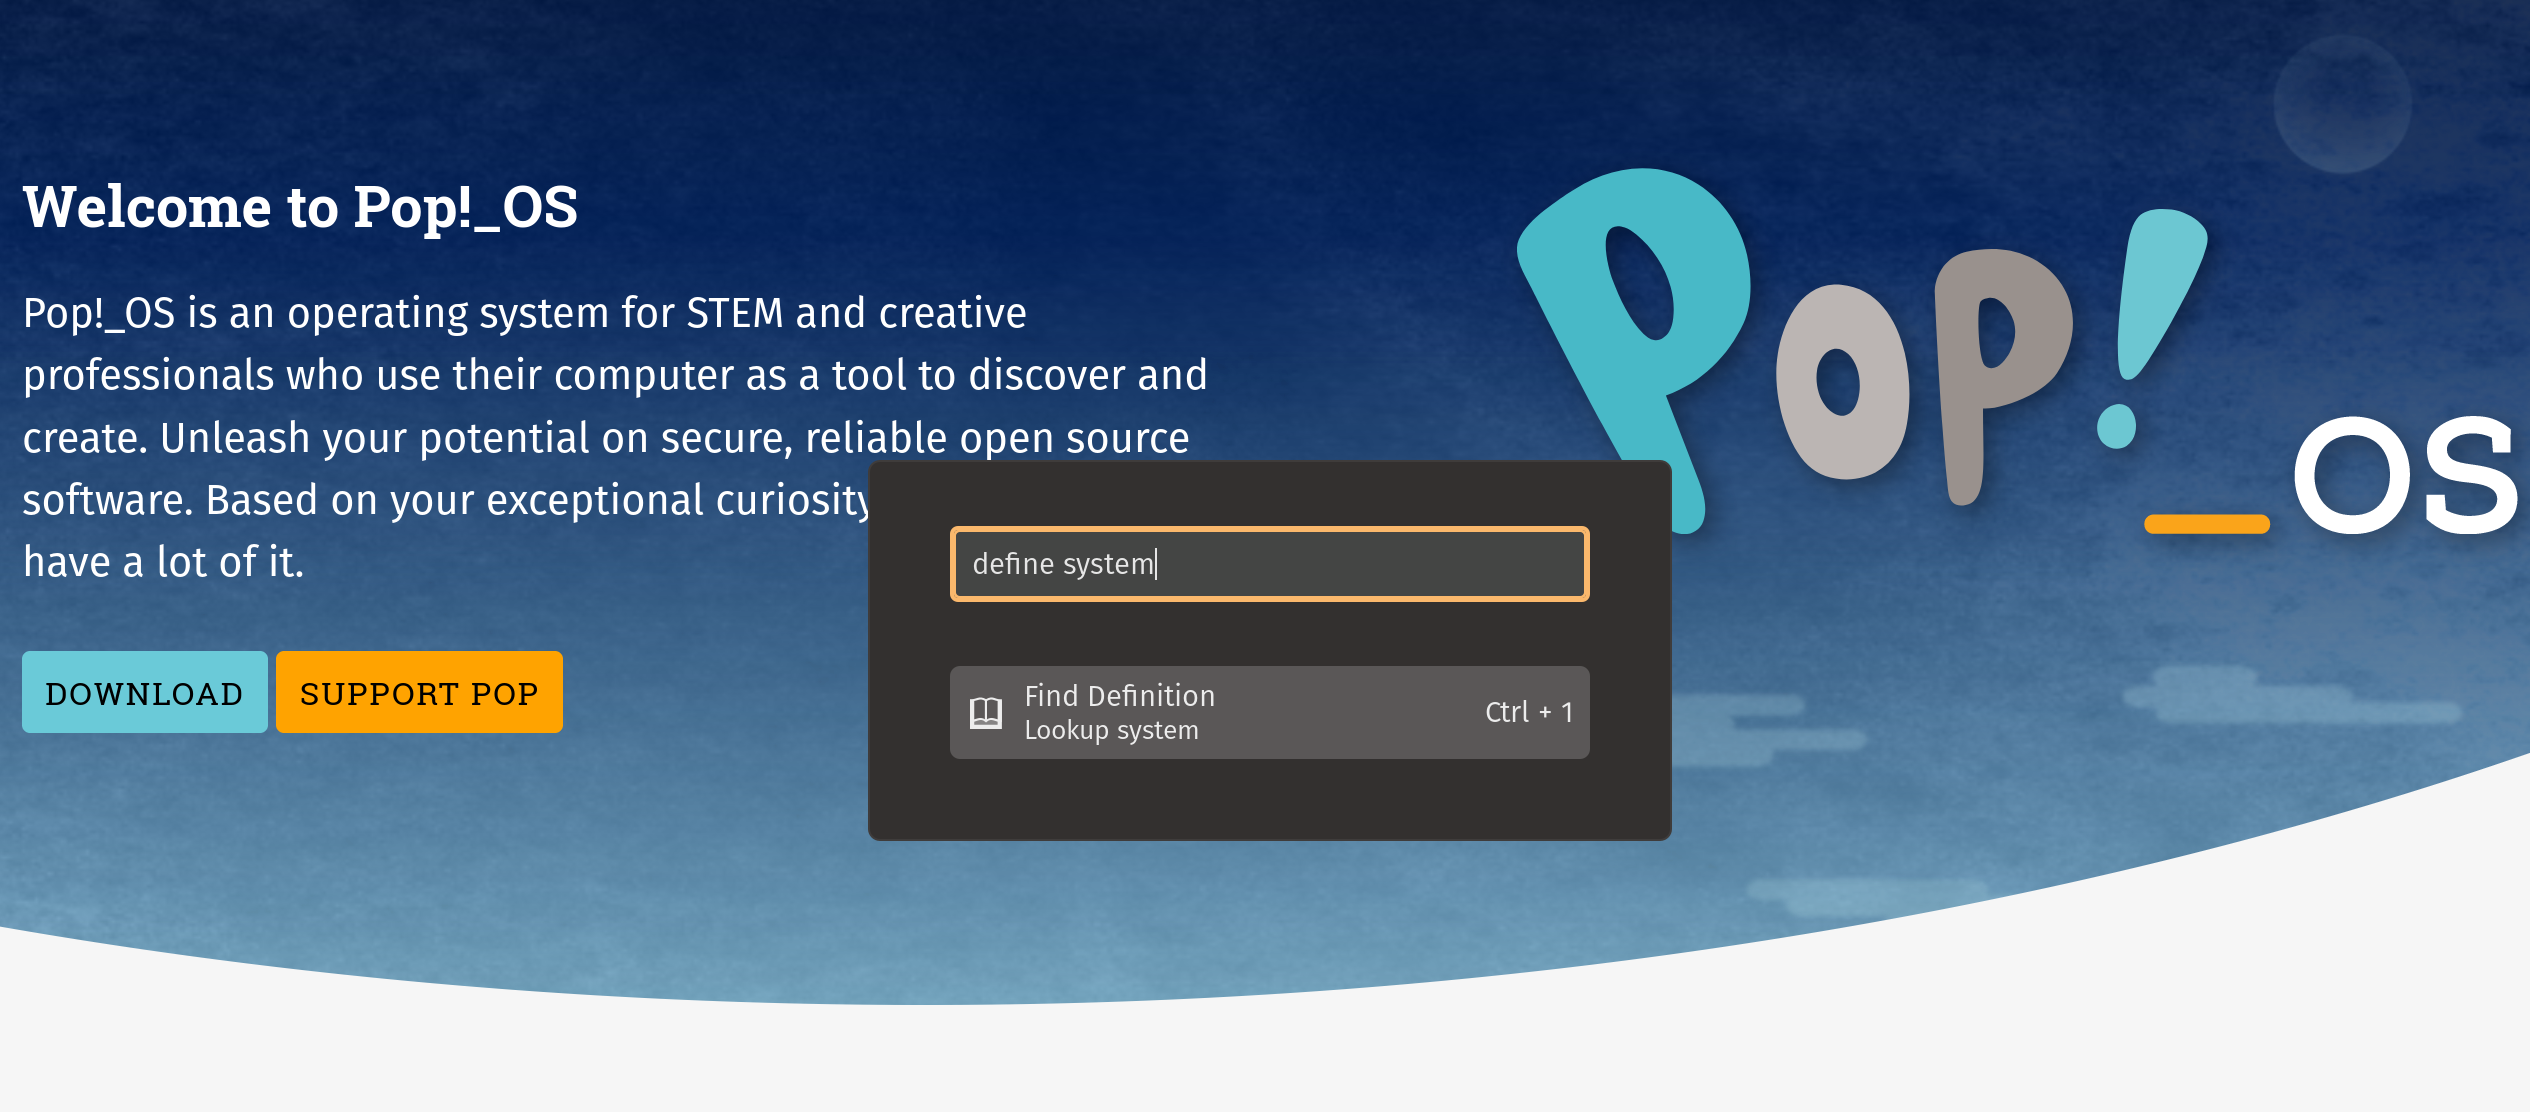 Welcome to Pop!_OS
Pop!_OS is an operating system for STEM and creative
professionals who use their computer as a tool to discover and
create. Unleash your potential on secure, reliable open source
software. Based on your exceptional curiosity
have a lot of it.
DOWNLOAD
SUPPORT POP
Pop!_OS
define system
Find Definition
Lookup system
Ctrl + 1